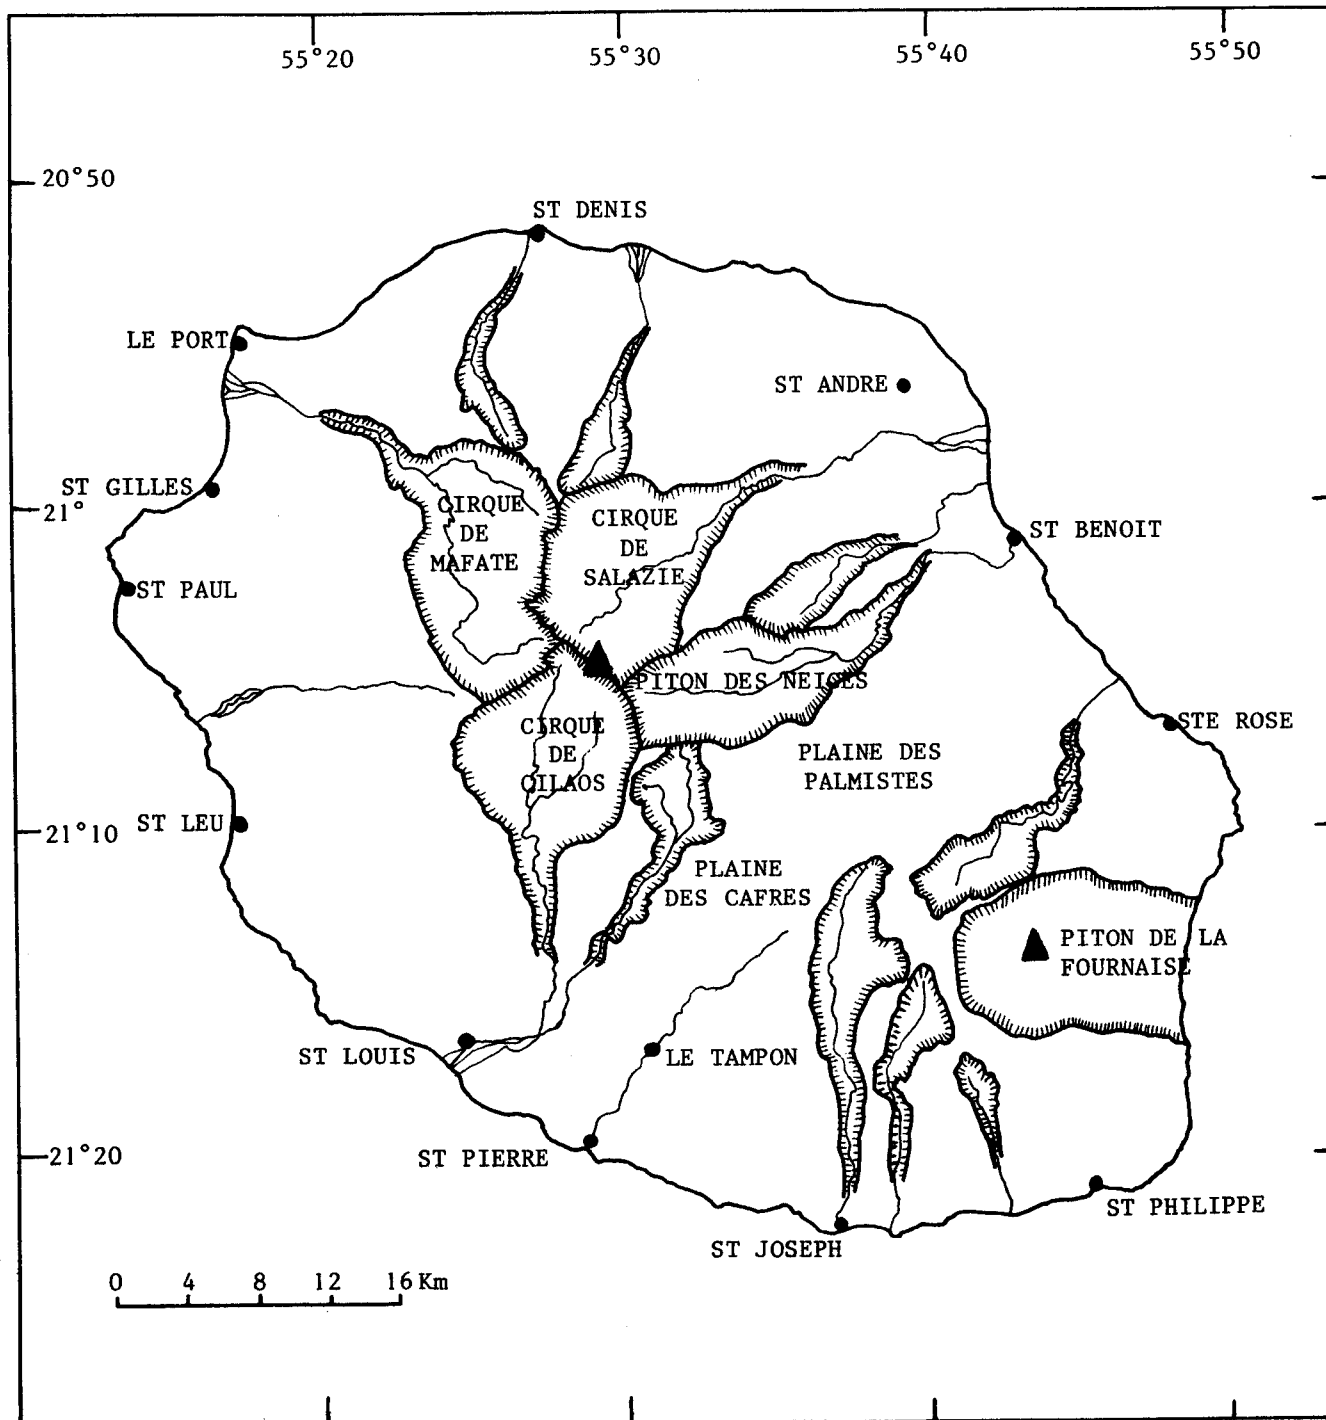 55°20
55°30
55°40
55°50
20°50
ST DENIS
LE PORT
ST ANDRE
ST GILLES
21°
CIRQUE
DE
MAFATE
CIRQUE
DE
SALAZIE
ST BENOIT
ST PAUL
PITON DES NEIGES
CIRQUE
DE
CILAOS
STE ROSE
PLAINE DES
PALMISTES
ST LEU
21°10
PLAINE
DES CAFRES
PITON DE LA
FOURNAISE
ST LOUIS
LE TAMPON
21°20
ST PIERRE
ST PHILIPPE
ST JOSEPH
0 4 8 12 16 Km